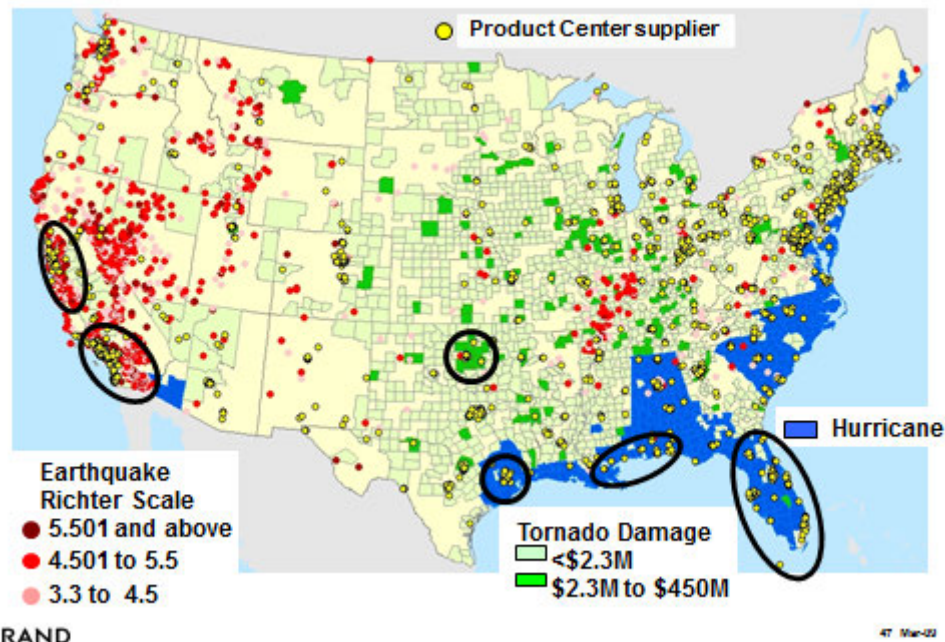 Product Center supplier
Hurricane
Earthquake
Richter Scale
5.501 and above
4.501 to 5.5
3.3 to 4.5
Tornado Damage
<$2.3M
$2.3M to $450M
RAND
47